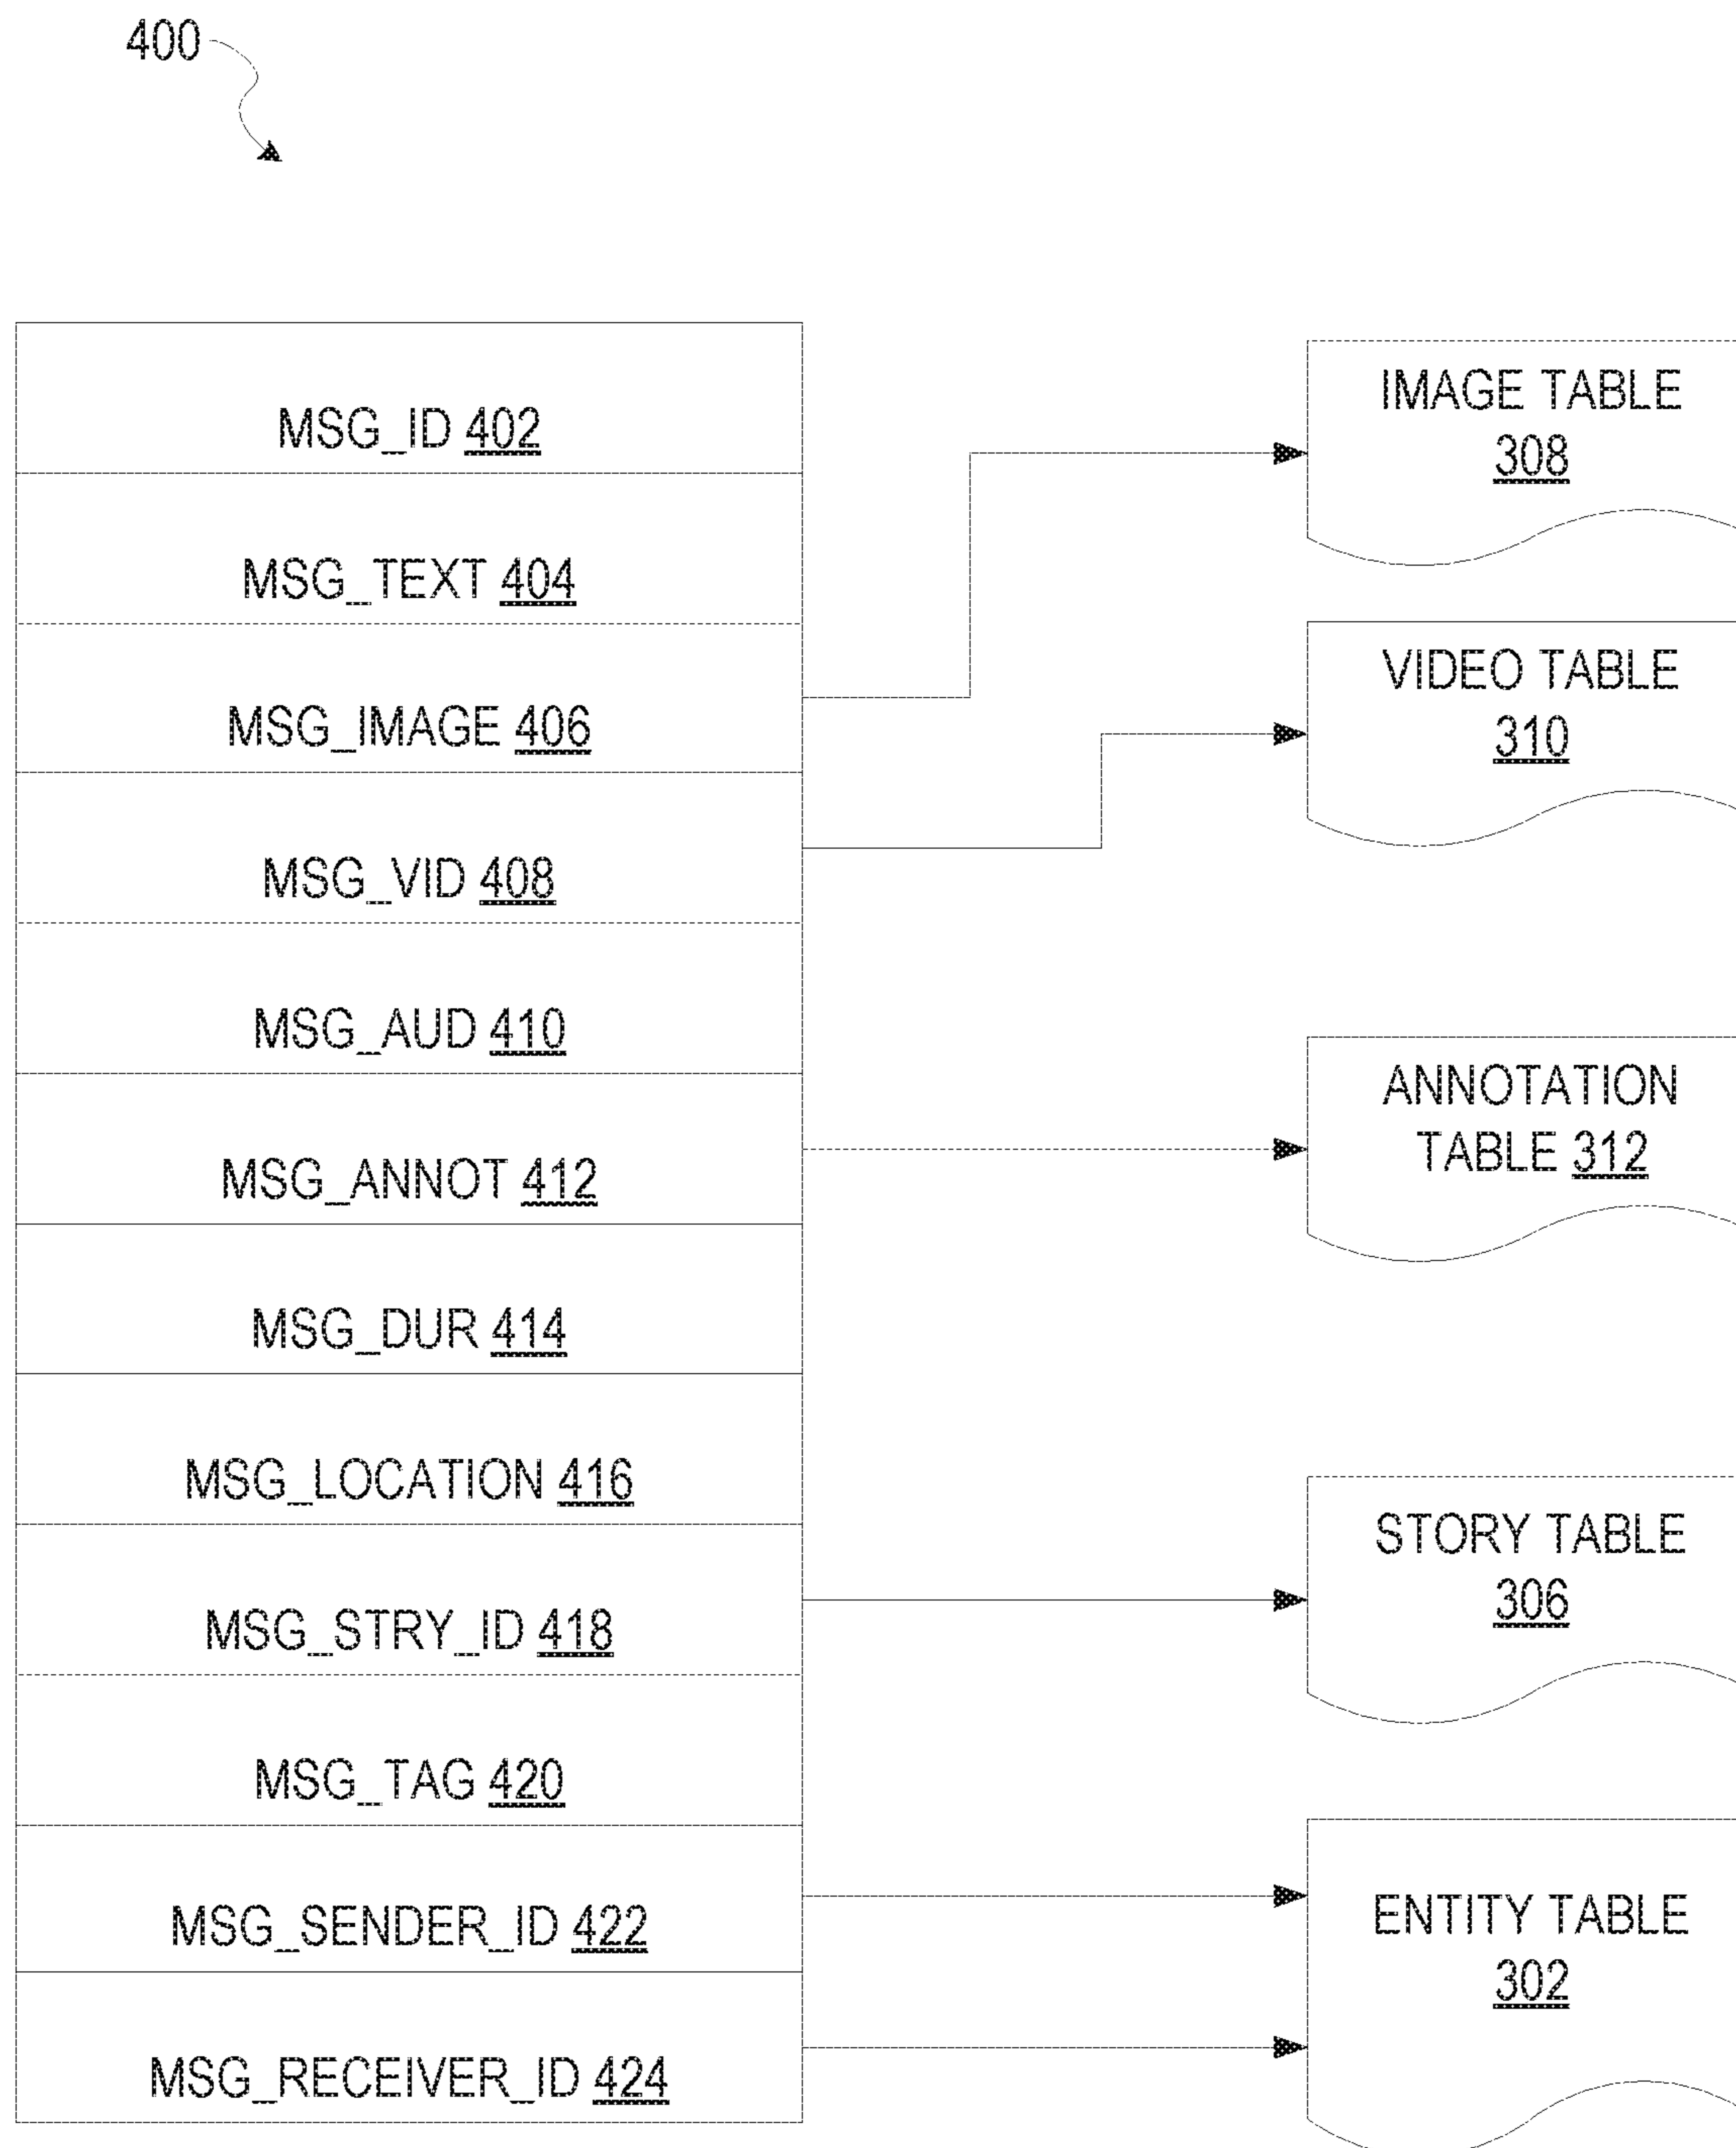 400
MSG_ID 402
MSG_TEXT 404
MSG_IMAGE 406
MSG_VID 408
MSG_AUD 410
MSG_ANNOT 412
MSG_DUR 414
MSG_LOCATION 416
MSG_STRY_ID 418
MSG_TAG 420
MSG_SENDER_ID 422
MSG_RECEIVER_ID 424
IMAGE TABLE
308
VIDEO TABLE
310
ANNOTATION
TABLE 312
STORY TABLE
306
ENTITY TABLE
302